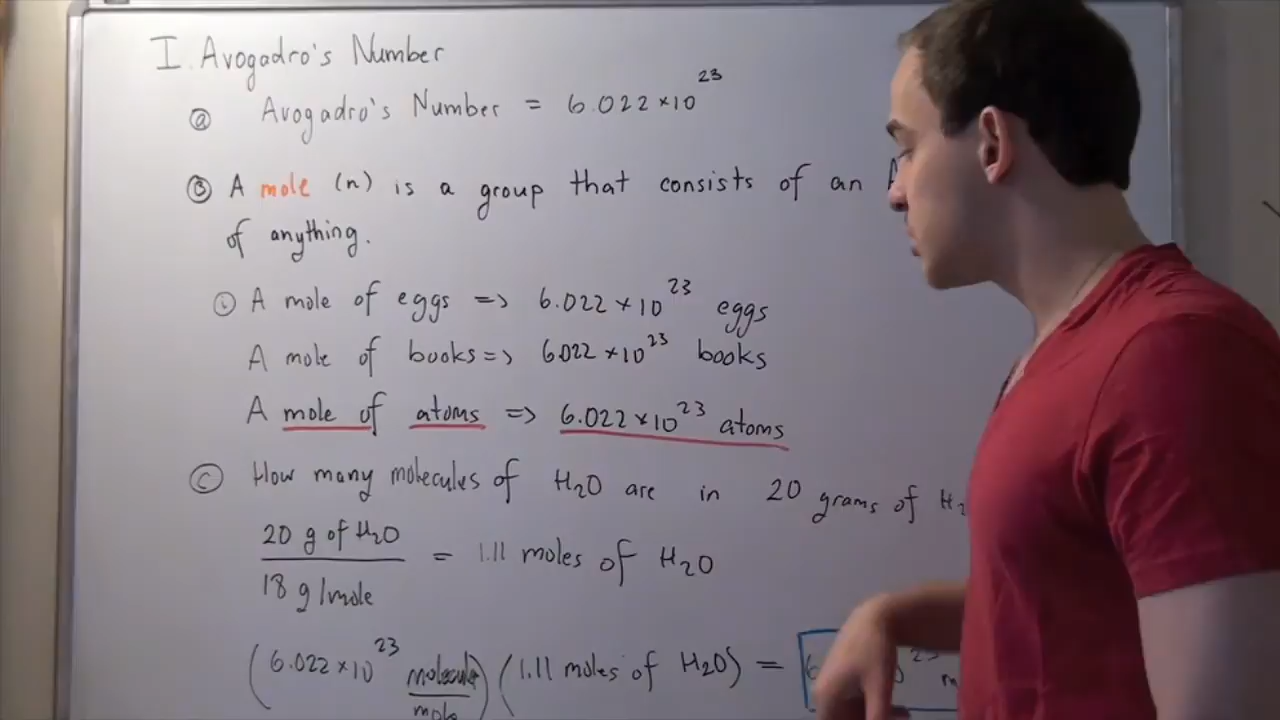 I. Avogadro's Number
ⓐ Avogadro's Number = 6.022×10²³
Ⓑ A mole (n) is a group that consists of an
of anything.
ⓘ A mole of eggs => 6.022×10²³ eggs
A mole of books => 6.022×10²³ books
A mole of atoms => 6.022×10²³ atoms
ⓒ How many molecules of H₂O are in 20 grams of H₂
20 g of H₂O
= 1.11 moles of H₂O
18 g/mole
(6.022×10²³ molecule/mole)(1.11 moles of H₂O) =